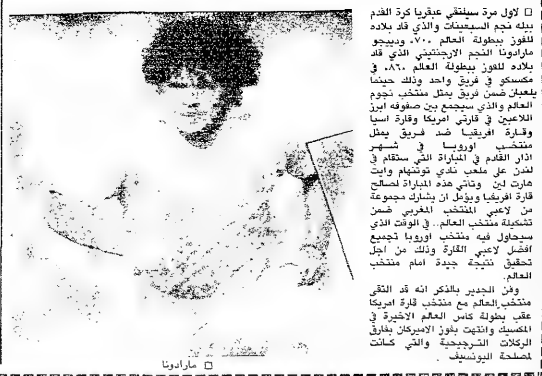 □ لاول مرة سيلتقي عبقريا كرة القدم
بيله نجم السبعينات والذي قاد بلاده
للفوز ببطولة العالم ٧٠، ودييجو
مارادونا النجم الارجنتيني الذي قاد
بلاده للفوز ببطولة العالم ٨٦، في
مكسكو في فريق واحد وذلك حينما
يلعبان ضمن فريق يمثل منتخب نجوم
العالم والذي سيجمع بين صفوفه ابرز
اللاعبين في قارتي امريكا وقارة اسيا
وقارة افريقيا ضد فريق يمثل
منتخب اوروبا في شهر
اذار القادم في المباراة التي ستقام في
لندن على ملعب نادي توتنهام وايت
هارت لين وتاتي هذه المباراة لصالح
قارة افريقيا ويؤمل ان يشارك مجموعة
من لاعبي المنتخب المغربي ضمن
تشكيلة منتخب العالم.. في الوقت الذي
سيحاول فيه منتخب اوروبا تجميع
افضل لاعبي القارة وذلك من اجل
تحقيق نتيجة جيدة امام منتخب
العالم.
وفن الجدير بالذكر انه قد التقى
منتخب العالم مع منتخب قارة امريكا
عقب بطولة كاس العالم الاخيرة في
المكسيك وانتهت بفوز الاميركان بفارق
الركلات الترجيحية والتي كانت
لمصلحة اليونسيف.
□ مارادونا